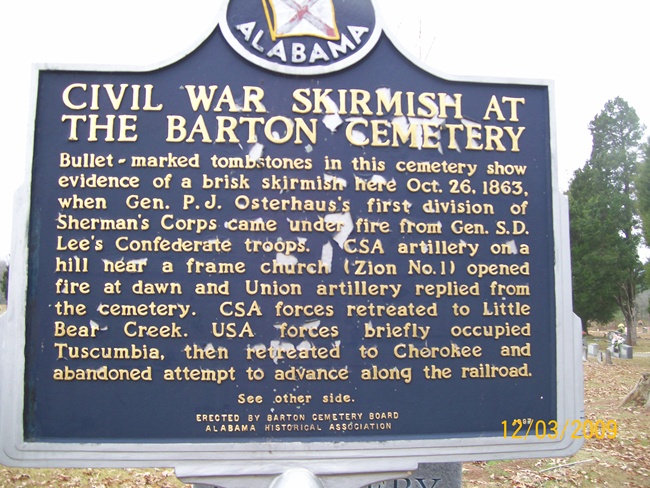 ALABAMA
CIVIL WAR SKIRMISH AT
THE BARTON CEMETERY
Bullet-marked tombstones in this cemetery show
evidence of a brisk skirmish here Oct. 26, 1863,
when Gen. P.J. Osterhaus's first division of
Sherman's Corps came under fire from Gen. S.D.
Lee's Confederate troops. CSA artillery on a
hill near a frame church (Zion No.1) opened
fire at dawn and Union artillery replied from
the cemetery. CSA forces retreated to Little
Bear Creek. USA forces briefly occupied
Tuscumbia, then retreated to Cherokee and
abandoned attempt to advance along the railroad.
See other side.
ERECTED BY BARTON CEMETERY BOARD
ALABAMA HISTORICAL ASSOCIATION
12/03/2009